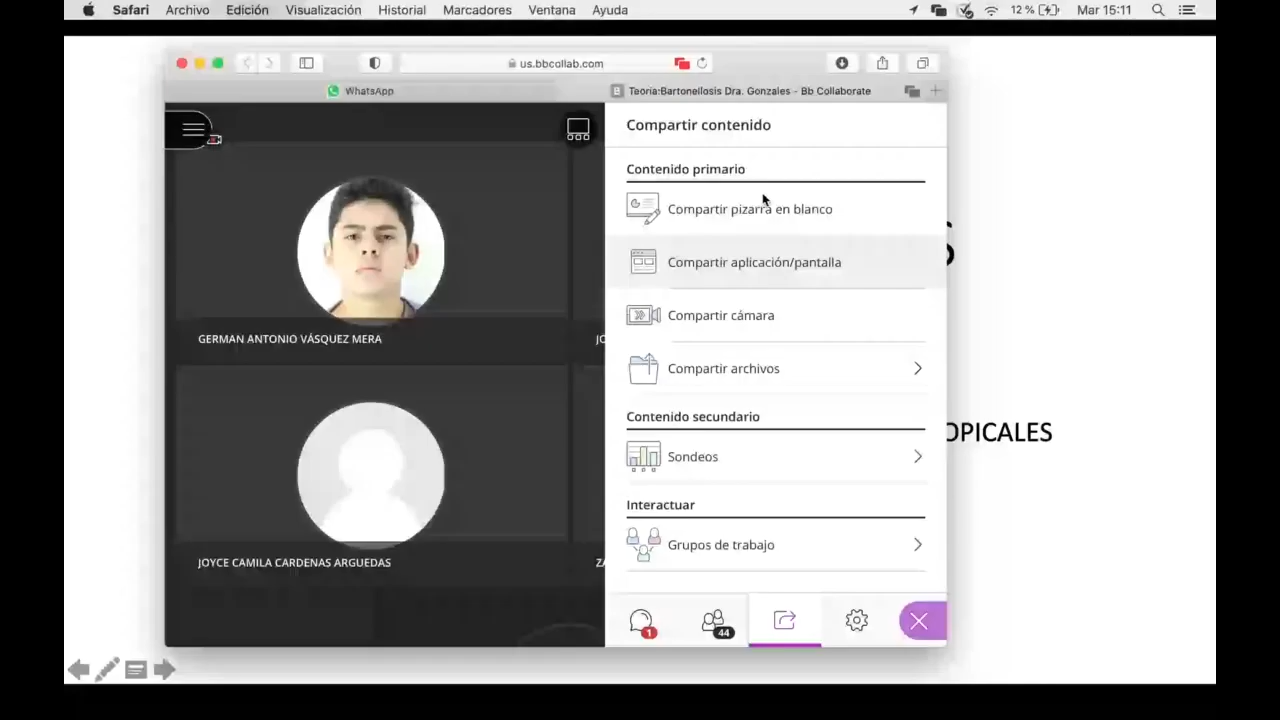 Safari Archivo Edición Visualización Historial Marcadores Ventana Ayuda 12 % Mar 15:11
us.bbcollab.com
WhatsApp
Teoria:Bartonellosis Dra. Gonzales - Bb Collaborate
Compartir contenido
Contenido primario
Compartir pizarra en blanco
Compartir aplicación/pantalla
Compartir cámara
Compartir archivos
Contenido secundario
Sondeos
Interactuar
Grupos de trabajo
1
44
GERMAN ANTONIO VÁSQUEZ MERA
JO
JOYCE CAMILA CARDENAS ARGUEDAS
ZA
S
OPICALES